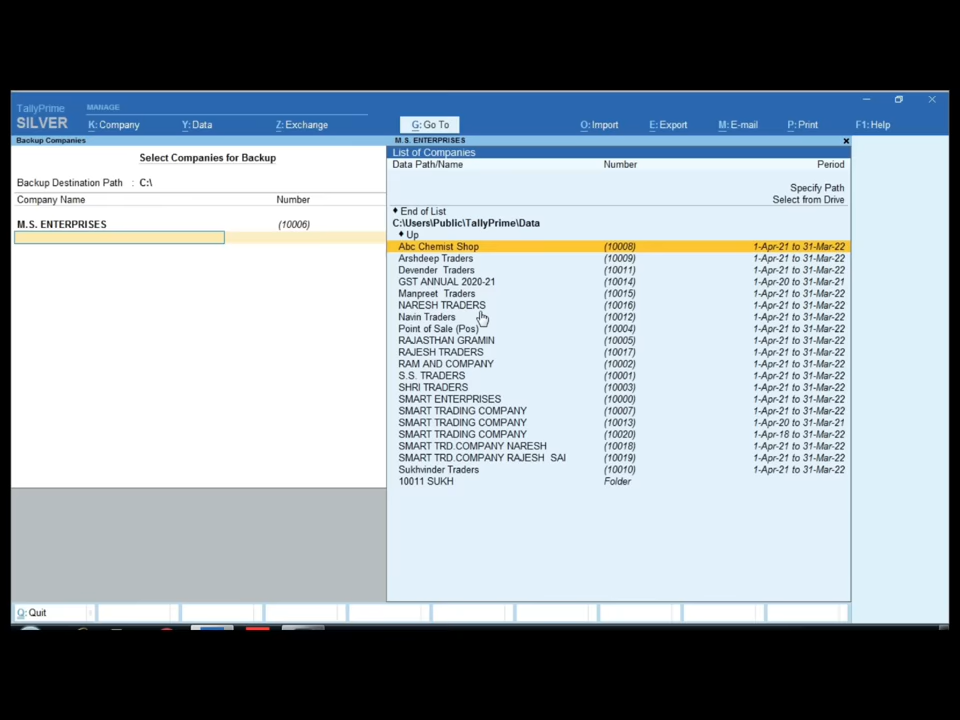 TallyPrime
SILVER
MANAGE
K: Company Y: Data Z: Exchange G: Go To O: Import E: Export M: E-mail P: Print F1: Help
Backup Companies
Select Companies for Backup
Backup Destination Path : C:\
Company Name Number
M.S. ENTERPRISES (10006)
M.S. ENTERPRISES
List of Companies
Data Path/Name Number Period
Specify Path
Select from Drive
♦ End of List
C:\Users\Public\TallyPrime\Data
♦ Up
Abc Chemist Shop (10008) 1-Apr-21 to 31-Mar-22
Arshdeep Traders (10009) 1-Apr-21 to 31-Mar-22
Devender Traders (10011) 1-Apr-21 to 31-Mar-22
GST ANNUAL 2020-21 (10014) 1-Apr-20 to 31-Mar-21
Manpreet Traders (10015) 1-Apr-21 to 31-Mar-22
NARESH TRADERS (10016) 1-Apr-21 to 31-Mar-22
Navin Traders (10012) 1-Apr-21 to 31-Mar-22
Point of Sale (Pos) (10004) 1-Apr-21 to 31-Mar-22
RAJASTHAN GRAMIN (10005) 1-Apr-21 to 31-Mar-22
RAJESH TRADERS (10017) 1-Apr-21 to 31-Mar-22
RAM AND COMPANY (10002) 1-Apr-21 to 31-Mar-22
S.S. TRADERS (10001) 1-Apr-21 to 31-Mar-22
SHRI TRADERS (10003) 1-Apr-21 to 31-Mar-22
SMART ENTERPRISES (10000) 1-Apr-21 to 31-Mar-22
SMART TRADING COMPANY (10007) 1-Apr-21 to 31-Mar-22
SMART TRADING COMPANY (10013) 1-Apr-20 to 31-Mar-21
SMART TRADING COMPANY (10020) 1-Apr-18 to 31-Mar-22
SMART TRD.COMPANY NARESH (10018) 1-Apr-21 to 31-Mar-22
SMART TRD.COMPANY RAJESH SAI (10019) 1-Apr-21 to 31-Mar-22
Sukhvinder Traders (10010) 1-Apr-21 to 31-Mar-22
10011 SUKH Folder
Q: Quit